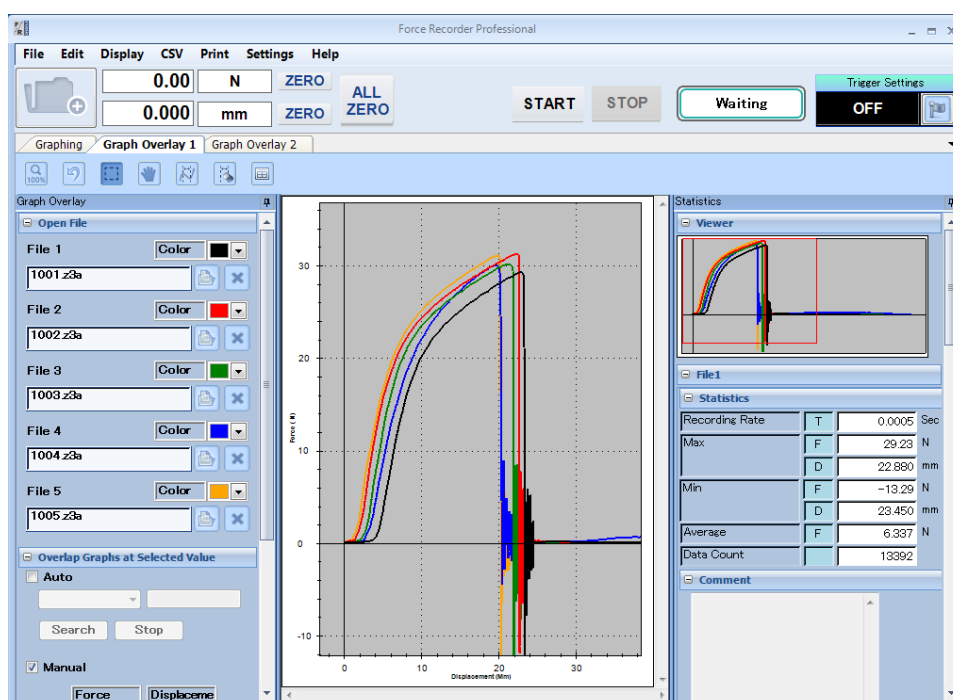 Force Recorder Professional
File Edit Display CSV Print Settings Help
0.00 N ZERO
0.000 mm ZERO
ALL ZERO
START STOP Waiting
Trigger Settings
OFF
Graphing Graph Overlay 1 Graph Overlay 2
100%
Graph Overlay
Open File
File 1 Color
1001.z3a
File 2 Color
1002.z3a
File 3 Color
1003.z3a
File 4 Color
1004.z3a
File 5 Color
1005.z3a
Overlap Graphs at Selected Value
Auto
Search Stop
Manual
Force Displaceme
30
20
10
0
-10
Force ( N)
0 10 20 30
Displacement (Mm)
Statistics
Viewer
File1
Statistics
Recording Rate T 0.0005 Sec
Max F 29.23 N
D 22.880 mm
Min F -13.29 N
D 23.450 mm
Average F 6.337 N
Data Count 13392
Comment